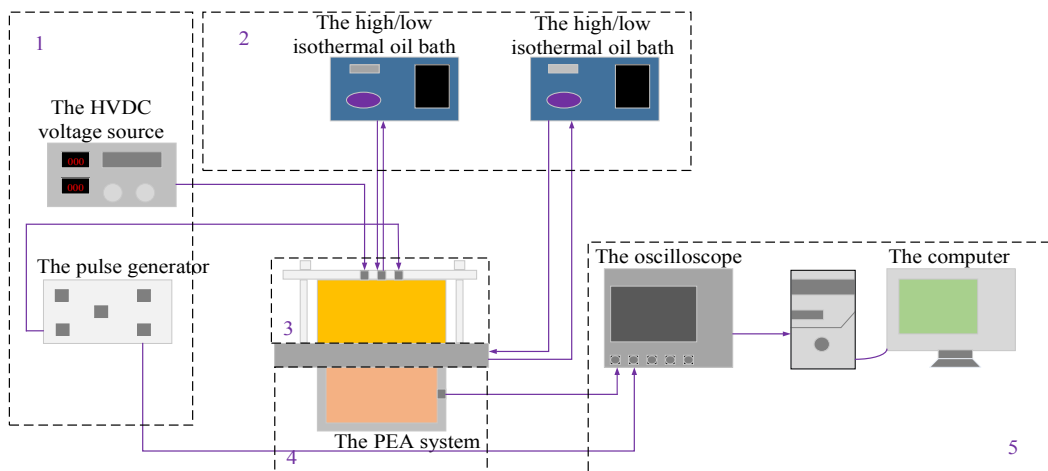 1
2
The high/low
isothermal oil bath
The high/low
isothermal oil bath
The HVDC
voltage source
000
000
The pulse generator
3
The oscilloscope
The computer
The PEA system
4
5